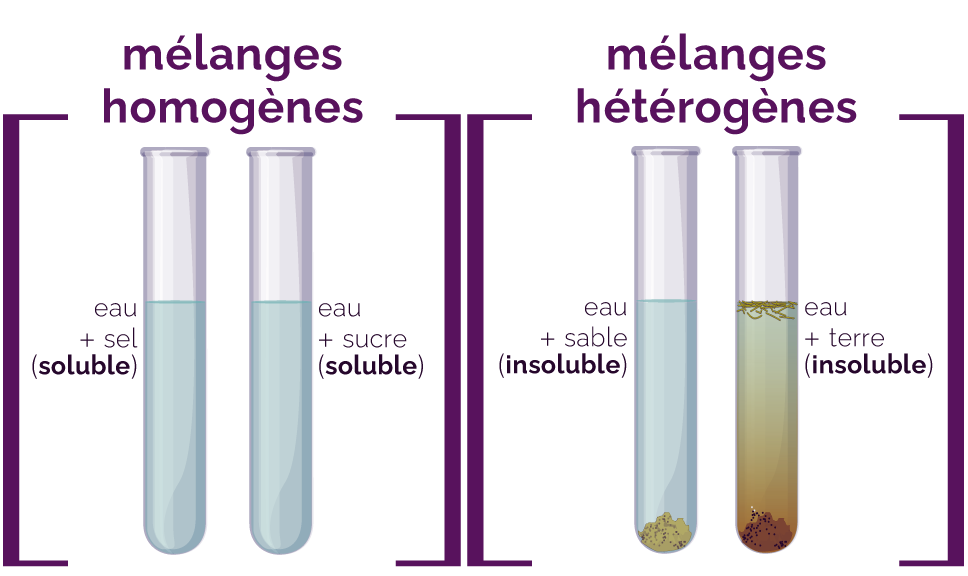 mélanges
homogènes
eau
+ sel
(soluble)
eau
+ sucre
(soluble)
mélanges
hétérogènes
eau
+ sable
(insoluble)
eau
+ terre
(insoluble)